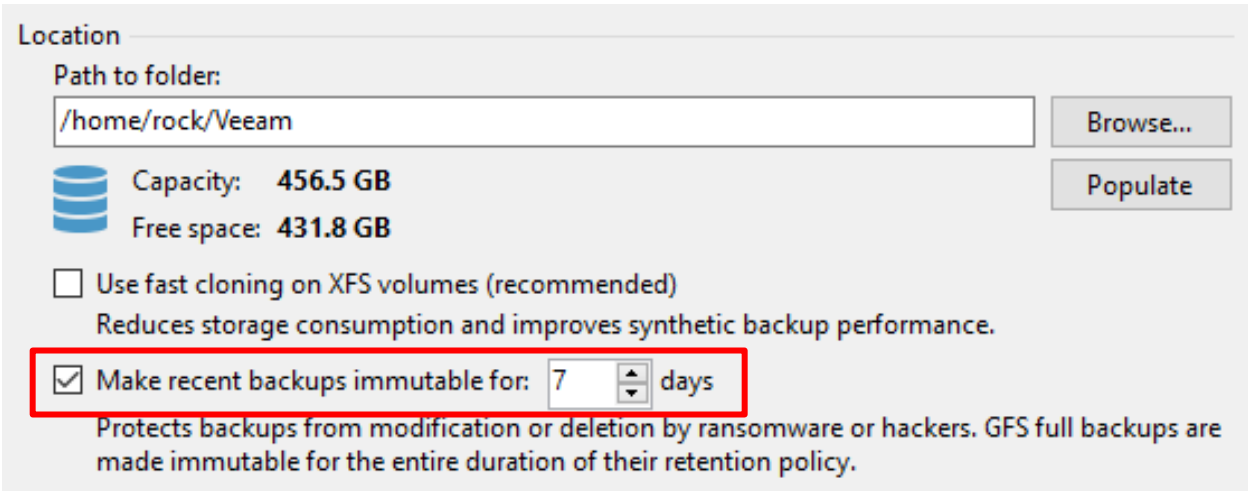 Location
Path to folder:
/home/rock/Veeam
Browse...
Capacity: 456.5 GB
Populate
Free space: 431.8 GB
Use fast cloning on XFS volumes (recommended)
Reduces storage consumption and improves synthetic backup performance.
Make recent backups immutable for: 7 days
Protects backups from modification or deletion by ransomware or hackers. GFS full backups are
made immutable for the entire duration of their retention policy.